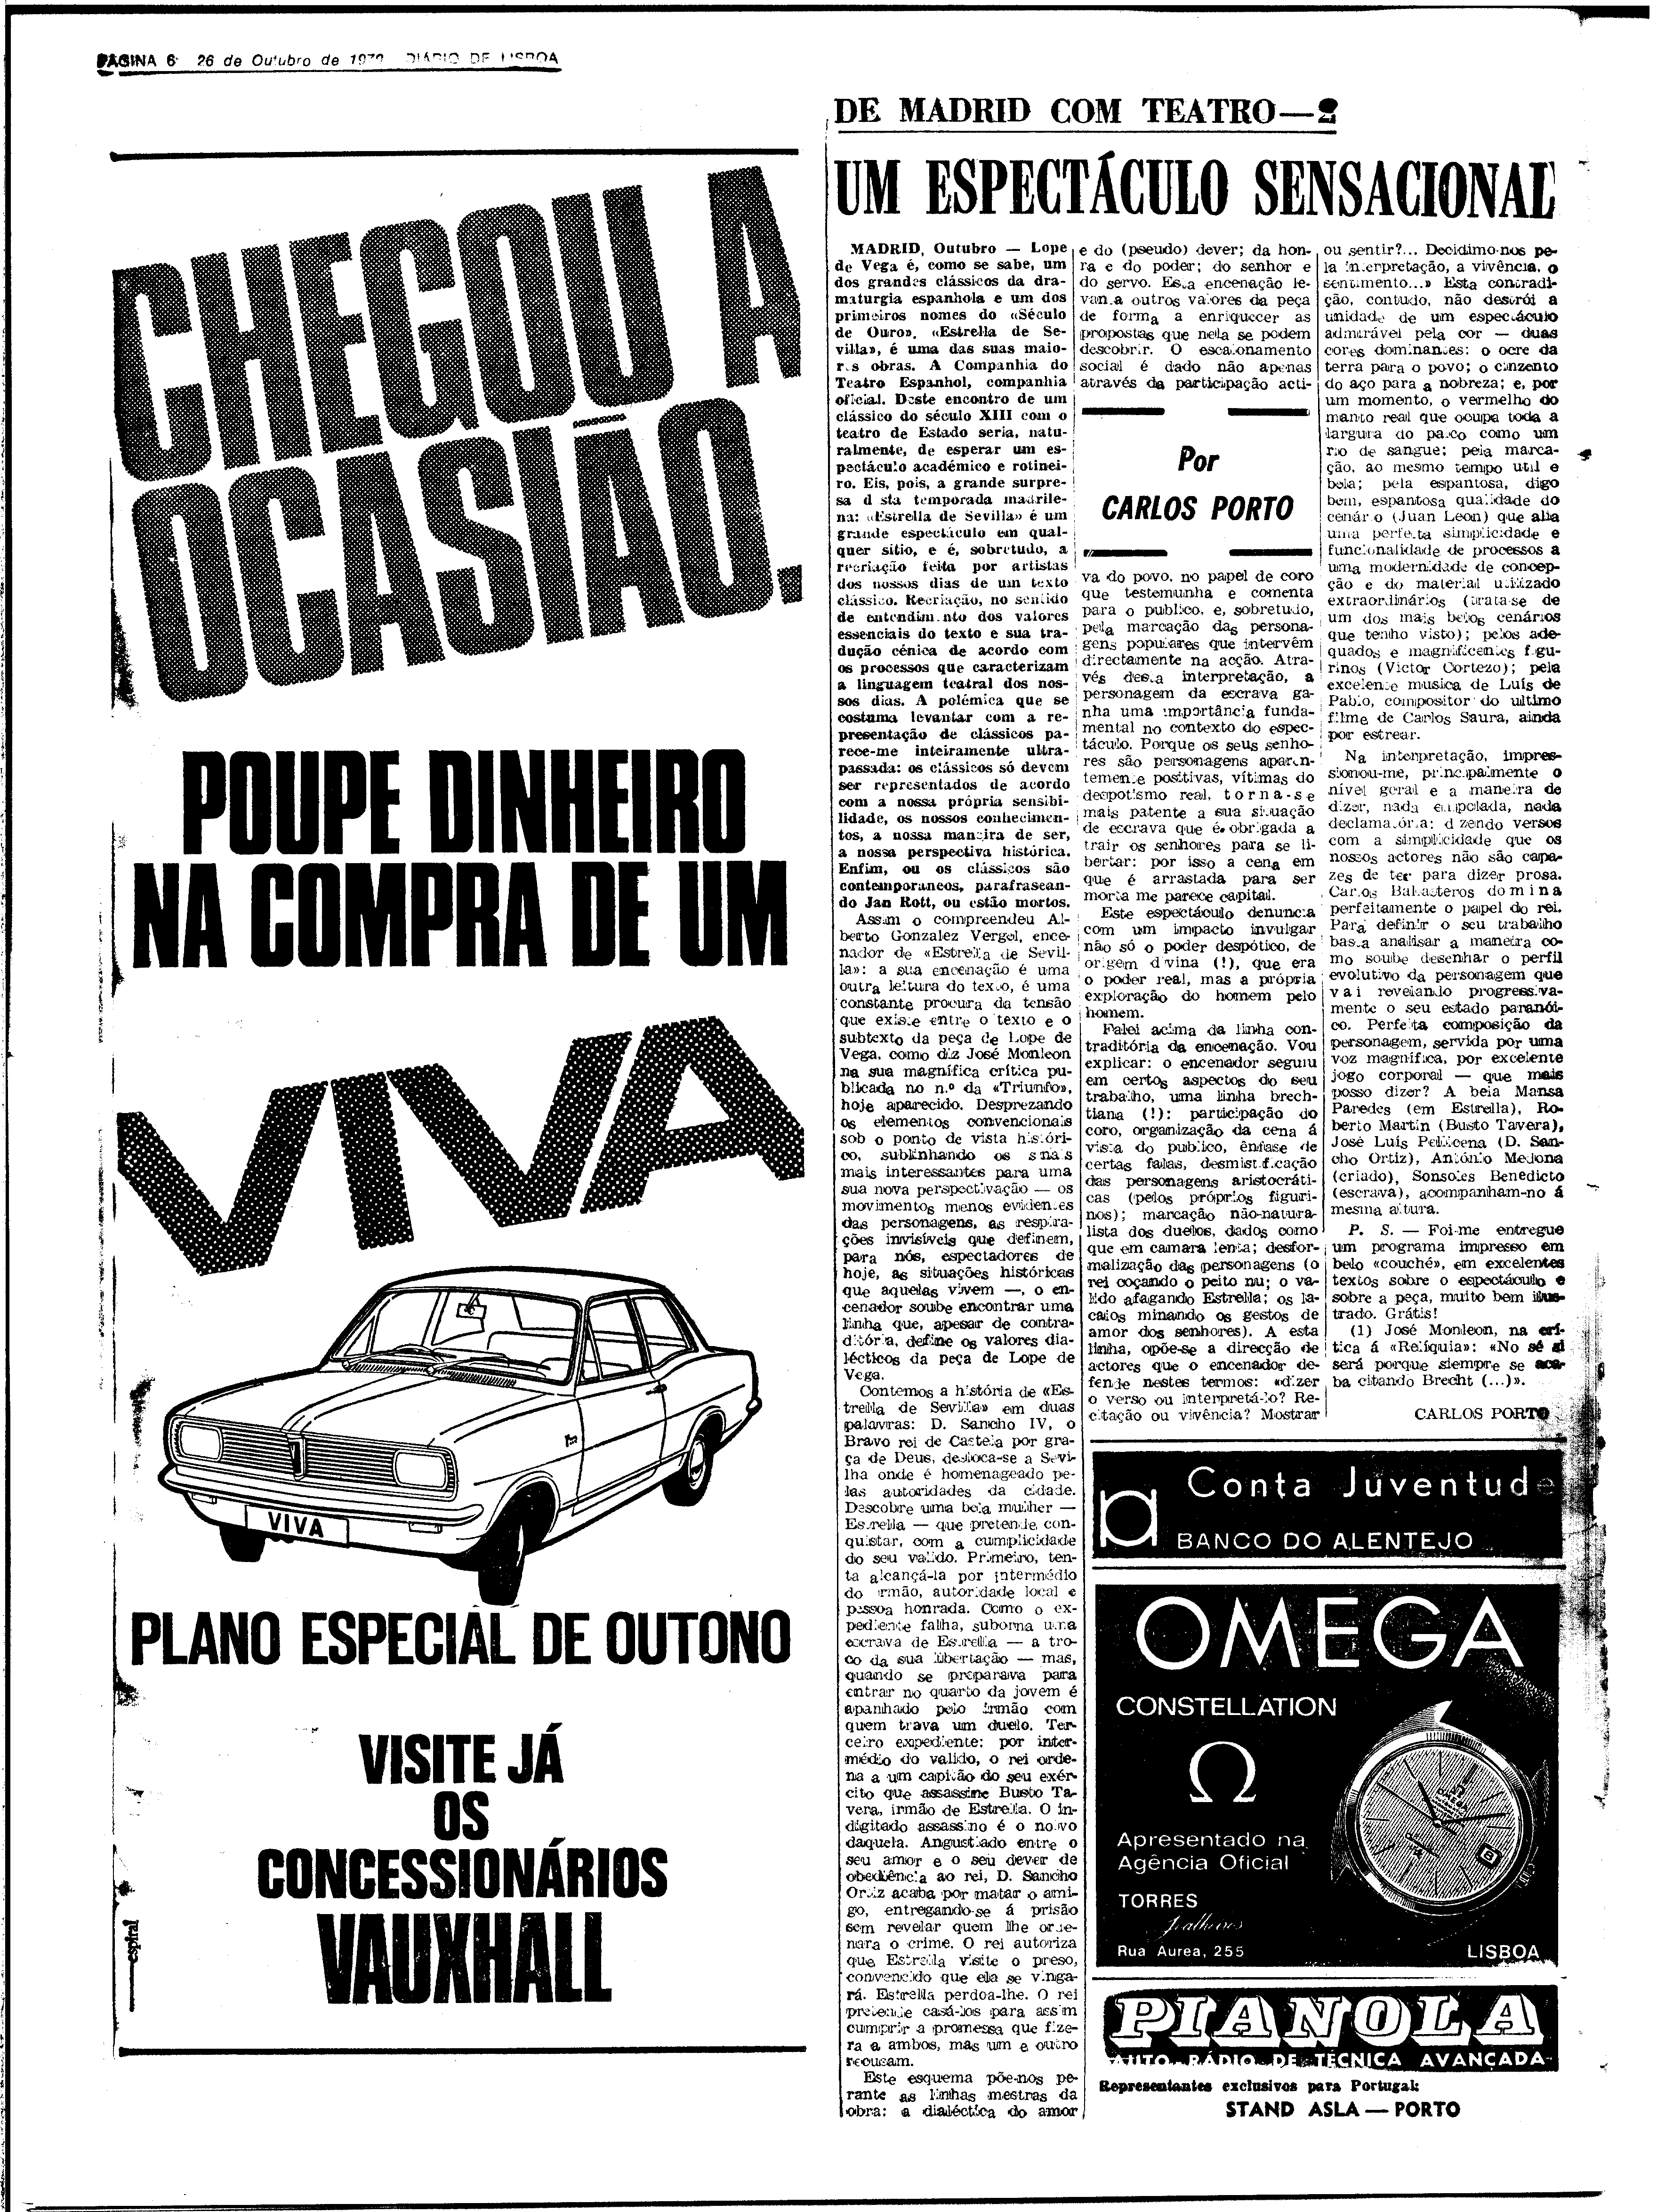 PÁGINA 6 26 de Outubro de 1970 DIÁRIO DE LISBOA
CHEGOU A
OCASIÃO.
POUPE DINHEIRO
NA COMPRA DE UM
VIVA
VIVA
PLANO ESPECIAL DE OUTONO
VISITE JÁ
OS
CONCESSIONÁRIOS
VAUXHALL
espiral
DE MADRID COM TEATRO—2
UM ESPECTÁCULO SENSACIONAL
MADRID, Outubro — Lope
de Vega é, como se sabe, um
dos grandes clássicos da dra-
maturgia espanhola e um dos
primeiros nomes do «Século
de Ouro». «Estrella de Se-
villa», é uma das suas maio-
res obras. A Companhia do
Teatro Espanhol, companhia
oficial. Deste encontro de um
clássico do século XIII com o
teatro de Estado seria, natu-
ralmente, de esperar um es-
pectáculo académico e rotinei-
ro. Eis, pois, a grande surpre-
sa desta temporada madrile-
na: «Estrella de Sevilla» é um
grande espectáculo em qual-
quer sítio, e é, sobretudo, a
recriação feita por artistas
dos nossos dias de um texto
clássico. Recriação, no sentido
de entendimento dos valores
essenciais do texto e sua tra-
dução cénica de acordo com
os processos que caracterizam
a linguagem teatral dos nos-
sos dias. A polémica que se
costuma levantar com a re-
presentação de clássicos pa-
rece-me inteiramente ultra-
passada: os clássicos só devem
ser representados de acordo
com a nossa própria sensibi-
lidade, os nossos conhecimen-
tos, a nossa maneira de ser,
a nossa perspectiva histórica.
Enfim, ou os clássicos são
contemporaneos, parafrasean-
do Jan Rott, ou estão mortos.
Assim o compreendeu Al-
berto Gonzalez Vergel, ence-
nador de «Estrella de Sevil-
la»: a sua encenação é uma
outra leitura do texto, é uma
constante procura da tensão
que existe entre o texto e o
subtexto da peça de Lope de
Vega, como diz José Monleon
na sua magnífica crítica pu-
blicada no n.º da «Triunfo»,
hoje aparecido. Desprezando
os elementos convencionais
sob o ponto de vista históri-
co, sublinhando os sinais
mais interessantes para uma
sua nova perspectivação — os
movimentos menos evidentes
das personagens, as respira-
ções invisíveis que definem,
para nós, espectadores de
hoje, as situações históricas
que aquelas vivem —, o en-
cenador soube encontrar uma
linha que, apesar de contra-
ditória, define os valores dia-
lécticos da peça de Lope de
Vega.
Contemos a história de «Es-
trella de Sevilla» em duas
palavras: D. Sancho IV, o
Bravo rei de Castela por gra-
ça de Deus, desloca-se a Sevi-
lha onde é homenageado pe-
las autoridades da cidade.
Descobre uma bela mulher —
Estrella — que pretende con-
quistar, com a cumplicidade
do seu valido. Primeiro, ten-
ta alcançá-la por intermédio
do irmão, autoridade local e
pessoa honrada. Como o ex-
pediente falha, suborna uma
escrava de Estrella — a tro-
co da sua libertação — mas,
quando se preparava para
entrar no quarto da jovem é
apanhado pelo irmão com
quem trava um duelo. Ter-
ceiro expediente: por inter-
médio do valido, o rei orde-
na a um capitão do seu exér-
cito que assassine Busto Ta-
vera, irmão de Estrella. O in-
digitado assassino é o noivo
daquela. Angustiado entre o
seu amor e o seu dever de
obediência ao rei, D. Sancho
Ortiz acaba por matar o ami-
go, entregando-se á prisão
sem revelar quem lhe orde-
nara o crime. O rei autoriza
que Estrella visite o preso,
convencido que ela se vinga-
rá. Estrella perdoa-lhe. O rei
pretende casá-los para assim
cumprir a promessa que fize-
ra a ambos, mas um e outro
recusam.
Este esquema põe-nos pe-
rante as linhas mestras da
obra: a dialéctica do amor
e do (pseudo) dever; da hon-
ra e do poder; do senhor e
do servo. Esta encenação le-
vanta outros valores da peça
de forma a enriquecer as
propostas que nela se podem
descobrir. O escalonamento
social é dado não apenas
através da participação acti-
Por
CARLOS PORTO
va do povo, no papel de coro
que testemunha e comenta
para o publico, e, sobretudo,
pela marcação das persona-
gens populares que intervêm
directamente na acção. Atra-
vés desta interpretação, a
personagem da escrava ga-
nha uma importância funda-
mental no contexto do espec-
táculo. Porque os seus senho-
res são personagens aparen-
temente positivas, vítimas do
despotismo real, torna-se
mais patente a sua situação
de escrava que é obrigada a
trair os senhores para se li-
bertar: por isso a cena em
que é arrastada para ser
morta me parece capital.
Este espectáculo denuncia
com um impacto invulgar
não só o poder despótico, de
origem divina (!), que era
o poder real, mas a própria
exploração do homem pelo
homem.
Falei acima da linha con-
traditória da encenação. Vou
explicar: o encenador seguiu
em certos aspectos do seu
trabalho, uma linha brech-
tiana (!): participação do
coro, organização da cena á
vista do publico, ênfase de
certas falas, desmistificação
das personagens aristocráti-
cas (pelos próprios figuri-
nos); marcação não-natura-
lista dos duelos, dados como
que em camara lenta; desfor-
malização das personagens (o
rei coçando o peito nu; o va-
lido afagando Estrella; os la-
caios minando os gestos de
amor dos senhores). A esta
linha, opõe-se a direcção de
actores que o encenador de-
fende nestes termos: «dizer
o verso ou interpretá-lo? Re-
citação ou vivência? Mostrar
ou sentir?... Decidimo-nos pe-
la interpretação, a vivência, o
sentimento...» Esta contradi-
ção, contudo, não destrói a
unidade de um espectáculo
admirável pela cor — duas
cores dominantes: o ocre da
terra para o povo; o cinzento
do aço para a nobreza; e, por
um momento, o vermelho do
manto real que ocupa toda a
largura do palco como um
rio de sangue; pela marca-
ção, ao mesmo tempo util e
bela; pela espantosa, digo
bem, espantosa qualidade do
cenário (Juan Leon) que alia
uma perfeita simplicidade e
funcionalidade de processos a
uma modernidade de concep-
ção e do material utilizado
extraordinários (trata-se de
um dos mais belos cenários
que tenho visto); pelos ade-
quados e magnificentes figu-
rinos (Victor Cortezo); pela
excelente musica de Luís de
Pablo, compositor do ultimo
filme de Carlos Saura, ainda
por estrear.
Na interpretação, impres-
sionou-me, principalmente o
nível geral e a maneira de
dizer, nada empolada, nada
declamatória: dizendo versos
com a simplicidade que os
nossos actores não são capa-
zes de ter para dizer prosa.
Carlos Ballasteros domina
perfeitamente o papel do rei.
Para definir o seu trabalho
basta analisar a maneira co-
mo soube desenhar o perfil
evolutivo da personagem que
vai revelando progressiva-
mente o seu estado paranói-
co. Perfeita composição da
personagem, servida por uma
voz magnífica, por excelente
jogo corporal — que mais
posso dizer? A bela Mansa
Paredes (em Estrella), Ro-
berto Martin (Busto Tavera),
José Luís Pellicena (D. San-
cho Ortiz), António Medona
(criado), Sonsoles Benedicto
(escrava), acompanham-no á
mesma altura.
P. S. — Foi-me entregue
um programa impresso em
belo «couché», em excelentes
textos sobre o espectáculo e
sobre a peça, muito bem ilus-
trado. Grátis!
(1) José Monleon, na crí-
tica á «Relíquia»: «No sé si
será porque siempre se aca-
ba citando Brecht (...)».
CARLOS PORTO
Conta Juventude
BANCO DO ALENTEJO
OMEGA
CONSTELLATION
Ω
Apresentado na
Agência Oficial
TORRES
Joalheiros
Rua Aurea, 255 LISBOA
PIANOLA
AUTO-RÁDIO DE TÉCNICA AVANÇADA
Representantes exclusivos para Portugal:
STAND ASLA — PORTO